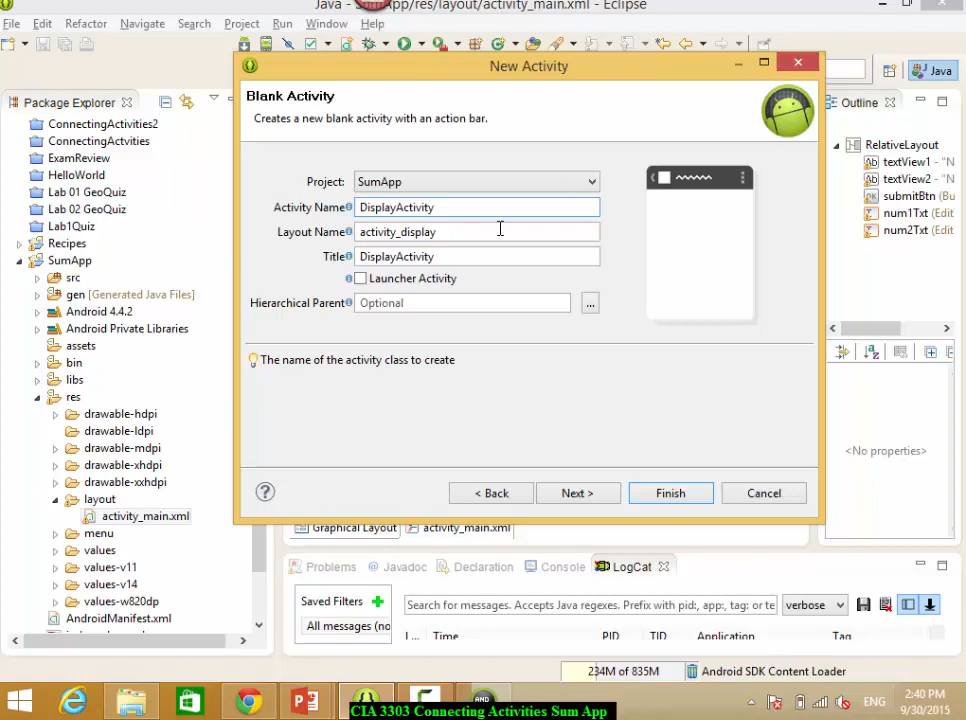 Java - SumApp/res/layout/activity_main.xml - Eclipse
File Edit Refactor Navigate Search Project Run Window Help
Java
Package Explorer
ConnectingActivities2
ConnectingActvities
ExamReview
HelloWorld
Lab 01 GeoQuiz
Lab 02 GeoQuiz
Lab1Quiz
Recipes
SumApp
src
gen [Generated Java Files]
Android 4.4.2
Android Private Libraries
assets
bin
libs
res
drawable-hdpi
drawable-ldpi
drawable-mdpi
drawable-xhdpi
drawable-xxhdpi
layout
activity_main.xml
menu
values
values-v11
values-v14
values-w820dp
AndroidManifest.xml
New Activity
Blank Activity
Creates a new blank activity with an action bar.
Project: SumApp
Activity Name DisplayActivity
Layout Name activity_display
Title DisplayActivity
Launcher Activity
Hierarchical Parent Optional ...
The name of the activity class to create
< Back Next > Finish Cancel
Outline
RelativeLayout
textView1 - "N
textView2 - "N
submitBtn
num1Txt (Edit
num2Txt (Edit
<No properties>
Graphical Layout activity_main.xml
Problems Javadoc Declaration Console LogCat
Saved Filters
All messages (no
Search for messages. Accepts Java regexes. Prefix with pid:, app:, tag: or te verbose
L... Time PID TID Application Tag
234M of 835M Android SDK Content Loader
ENG
2:40 PM
9/30/2015
CIA 3303 Connecting Activities Sum App